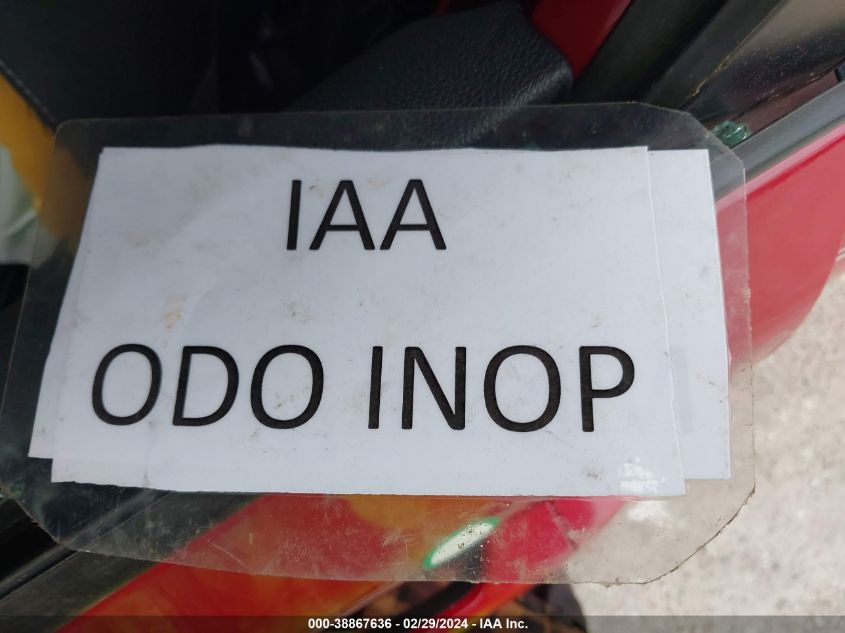 IAA
ODO INOP
000-38867636 - 02/29/2024 - IAA Inc.